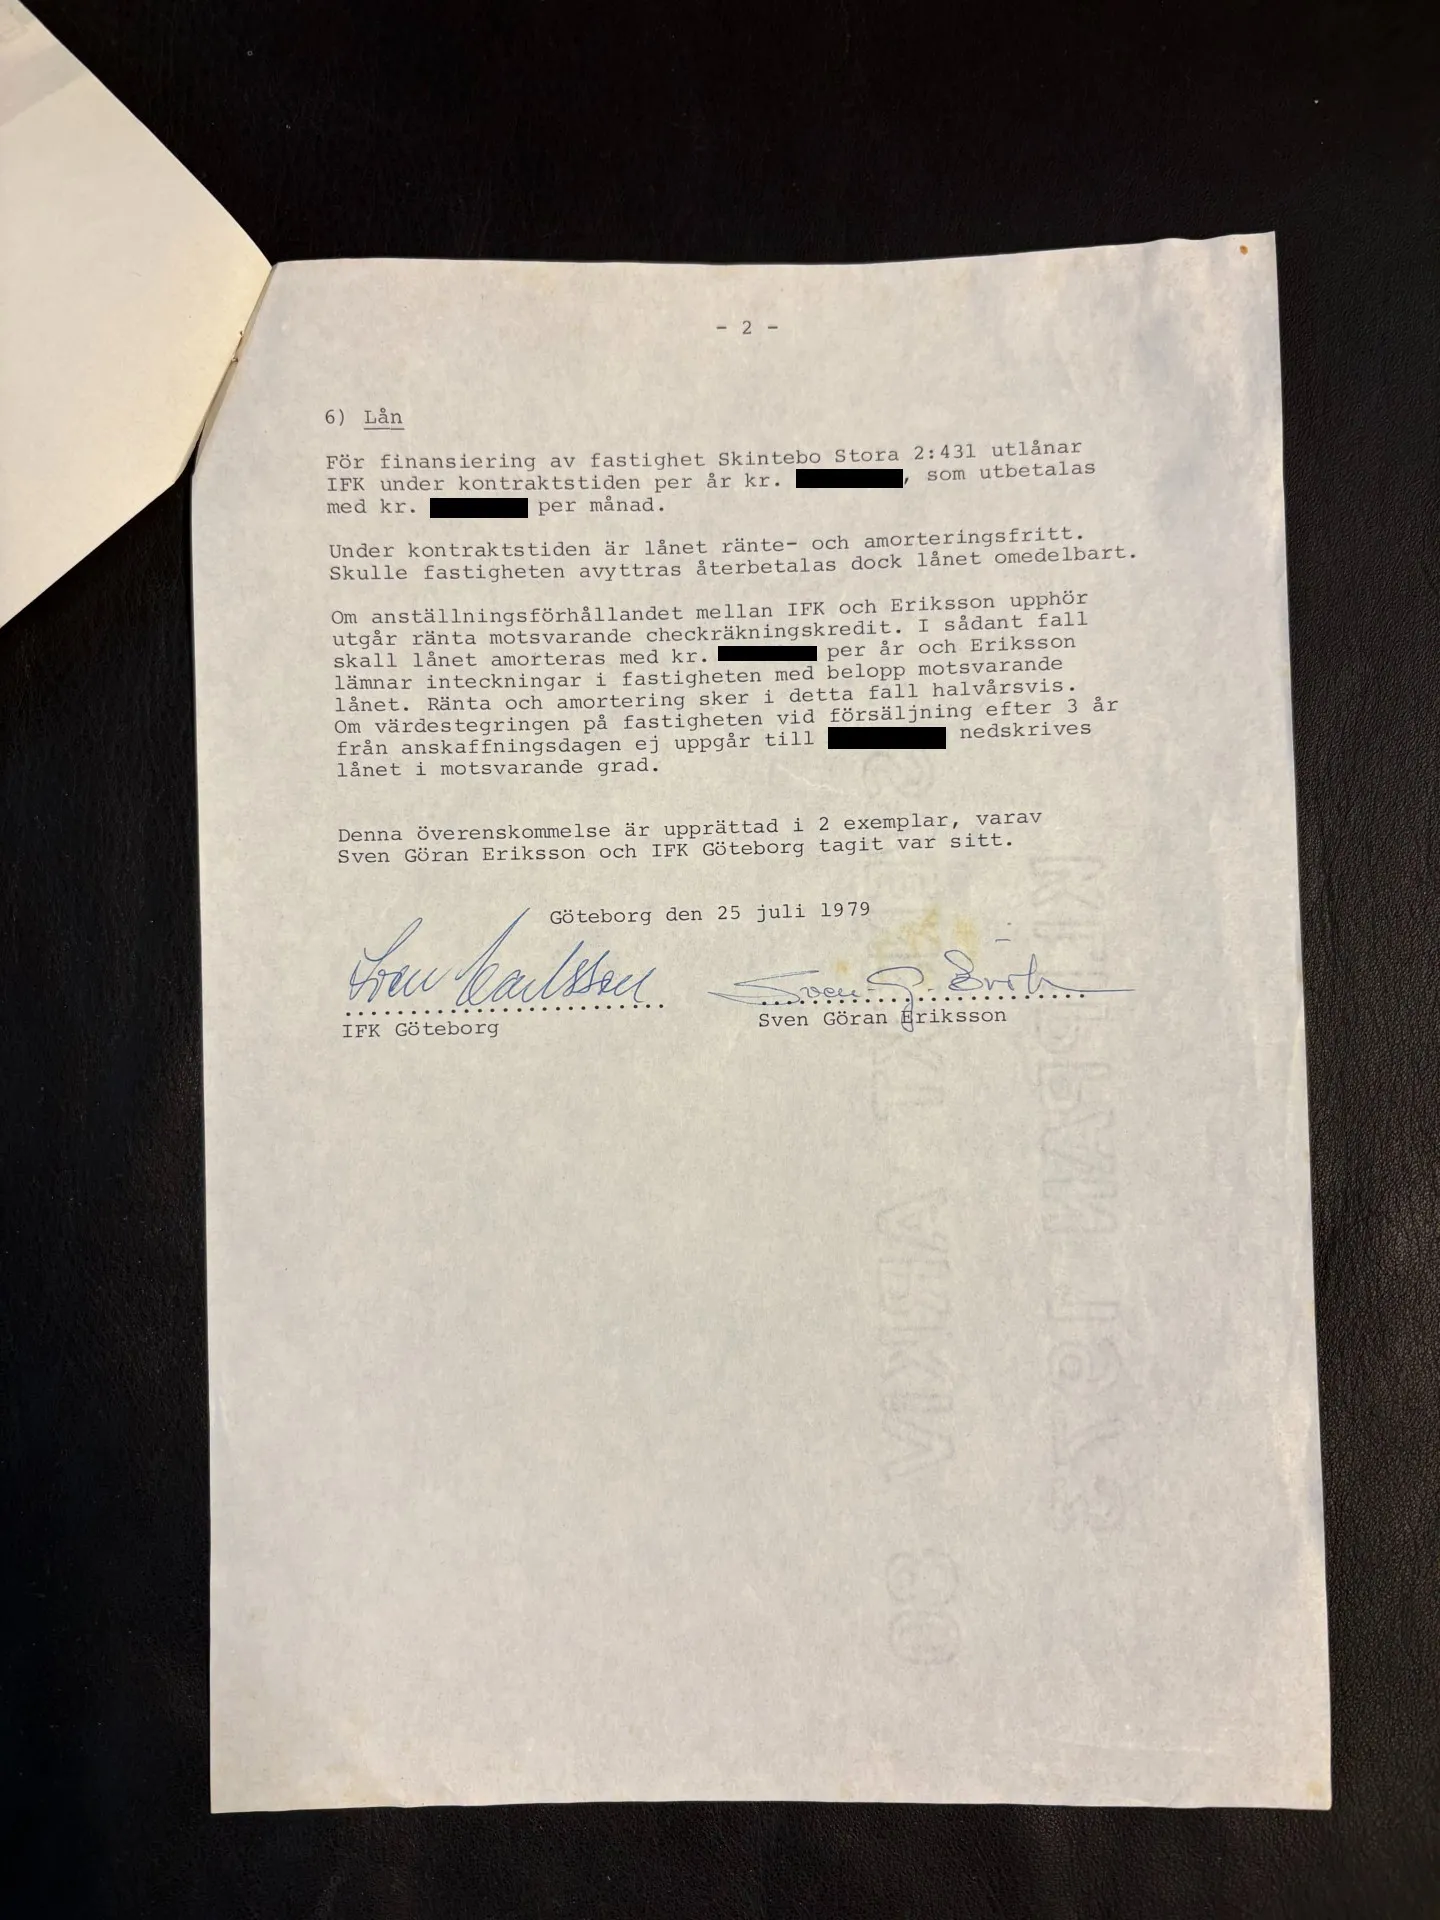 - 2 -
6) Lån
För finansiering av fastighet Skintebo Stora 2:431 utlånar
IFK under kontraktstiden per år kr. , som utbetalas
med kr. per månad.
Under kontraktstiden är lånet ränte- och amorteringsfritt.
Skulle fastigheten avyttras återbetalas dock lånet omedelbart.
Om anställningsförhållandet mellan IFK och Eriksson upphör
utgår ränta motsvarande checkräkningskredit. I sådant fall
skall lånet amorteras med kr. per år och Eriksson
lämnar inteckningar i fastigheten med belopp motsvarande
lånet. Ränta och amortering sker i detta fall halvårsvis.
Om värdestegringen på fastigheten vid försäljning efter 3 år
från anskaffningsdagen ej uppgår till nedskrives
lånet i motsvarande grad.
Denna överenskommelse är upprättad i 2 exemplar, varav
Sven Göran Eriksson och IFK Göteborg tagit var sitt.
Göteborg den 25 juli 1979
Sven Carlsson
Sven G. Eriksson
IFK Göteborg
Sven Göran Eriksson